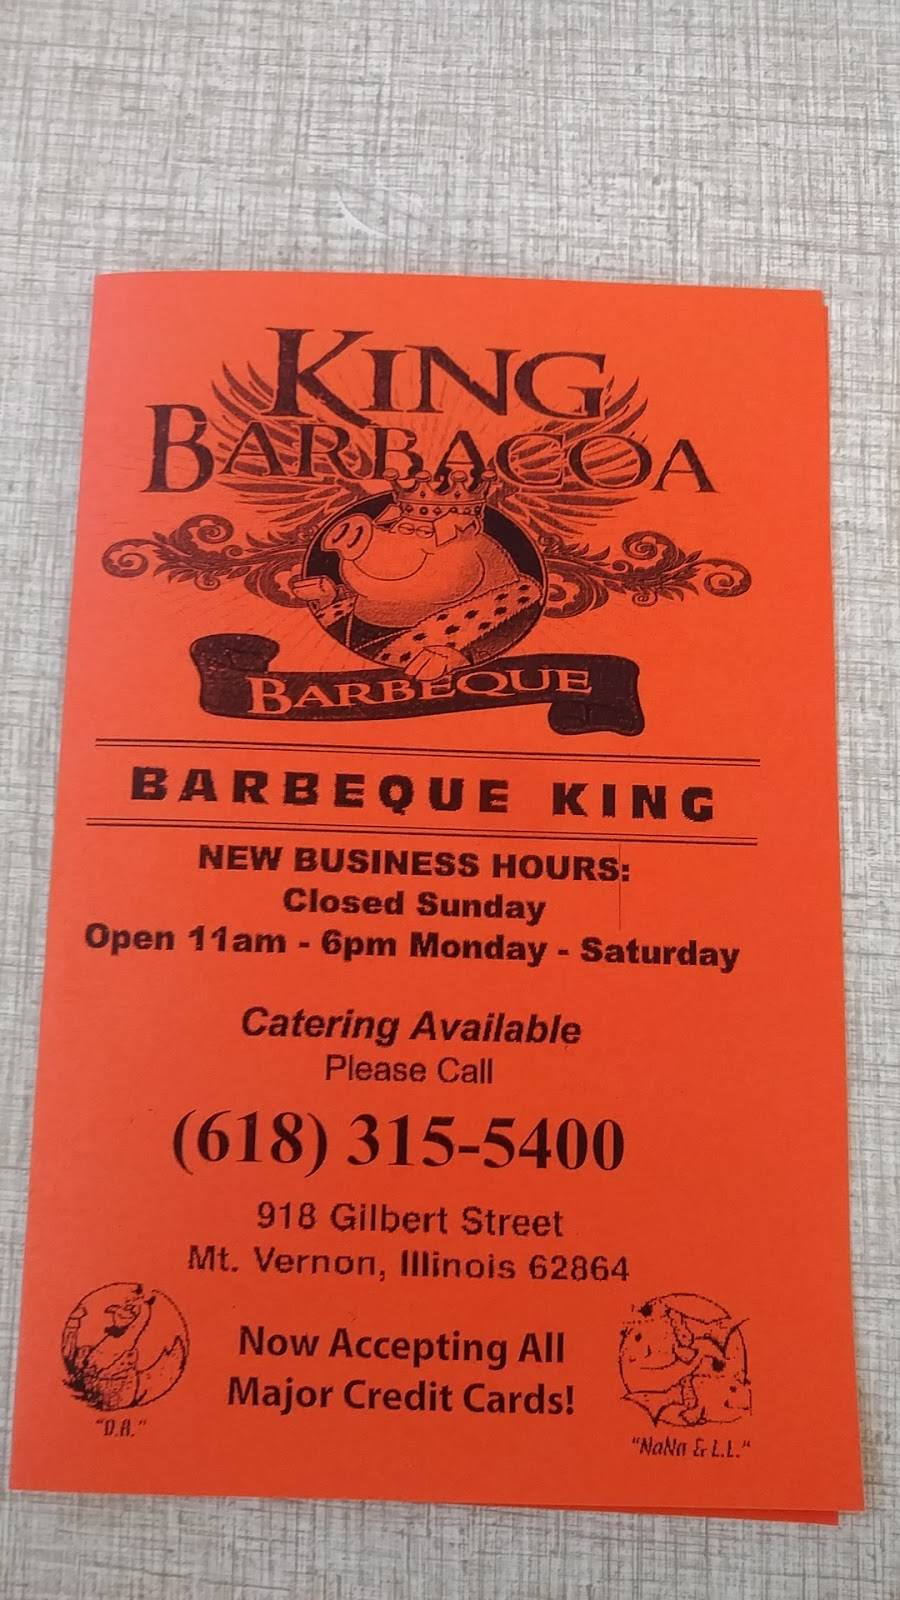 KING
BARBACOA
BARBEQUE
BARBEQUE KING
NEW BUSINESS HOURS:
Closed Sunday
Open 11am - 6pm Monday - Saturday
Catering Available
Please Call
(618) 315-5400
918 Gilbert Street
Mt. Vernon, Illinois 62864
Now Accepting All
Major Credit Cards!
"D.A."
"NaNa & L.L."